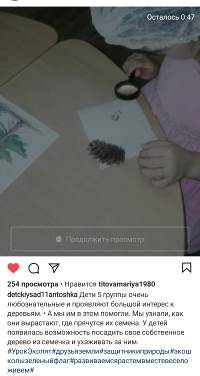 Осталось 0:47
Продолжить просмотр
254 просмотра • Нравится titovamariya1980
detckiysad11antoshka Дети 5 группы очень
любознательные и проявляют большой интерес к
деревьям. • А мы им в этом помогли. Мы узнали, как
они вырастают, где прячутся их семена. У детей
появилась возможность посадить свое собственное
дерево из семечка и ухаживать за ним.
#УрокЭколят#друзьяземли#защитникиприроды#экош
колызеленыйфлаг#развиваемсярастемвместевесело
живем#